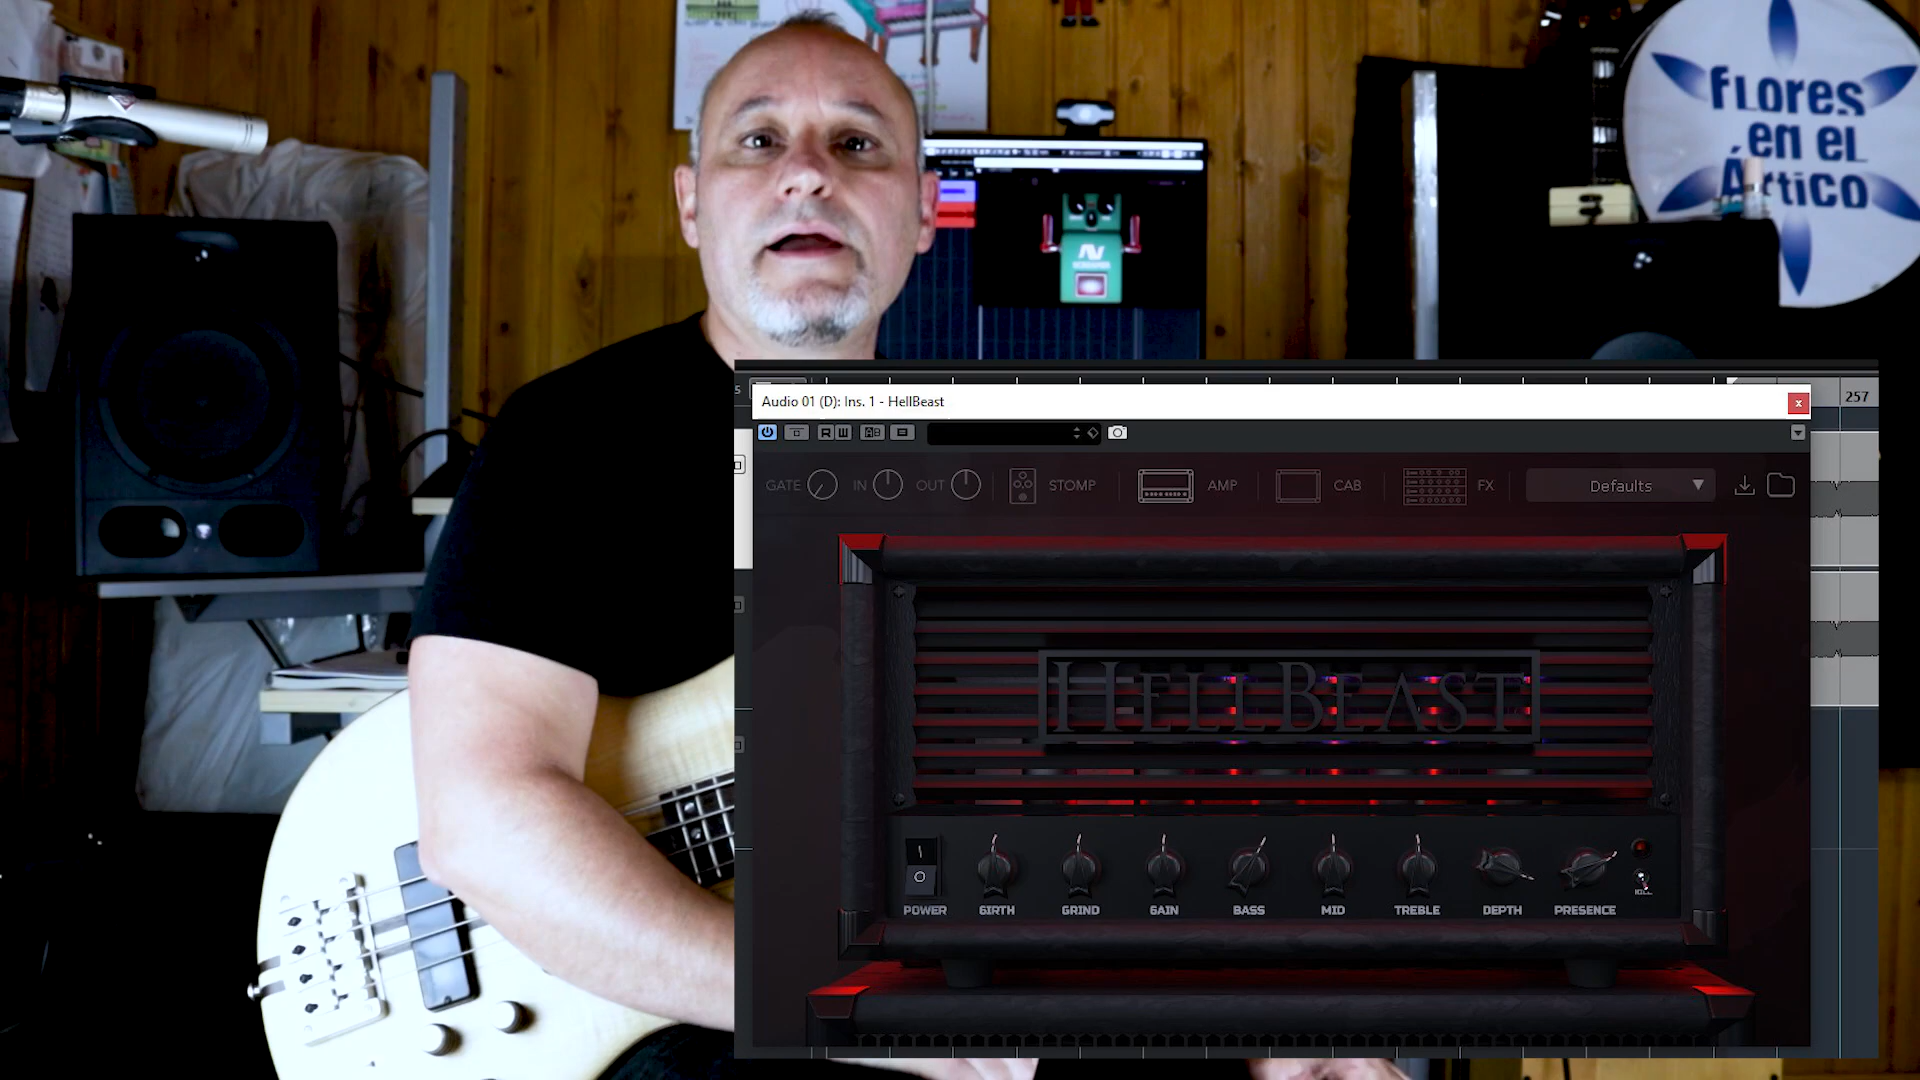 fLores
en el
Ártico
257
Audio 01 (D): Ins. 1 - HellBeast
x
R W
GATE IN OUT STOMP AMP CAB FX Defaults
HELLBEAST
POWER GIRTH GRIND GAIN BASS MID TREBLE DEPTH PRESENCE